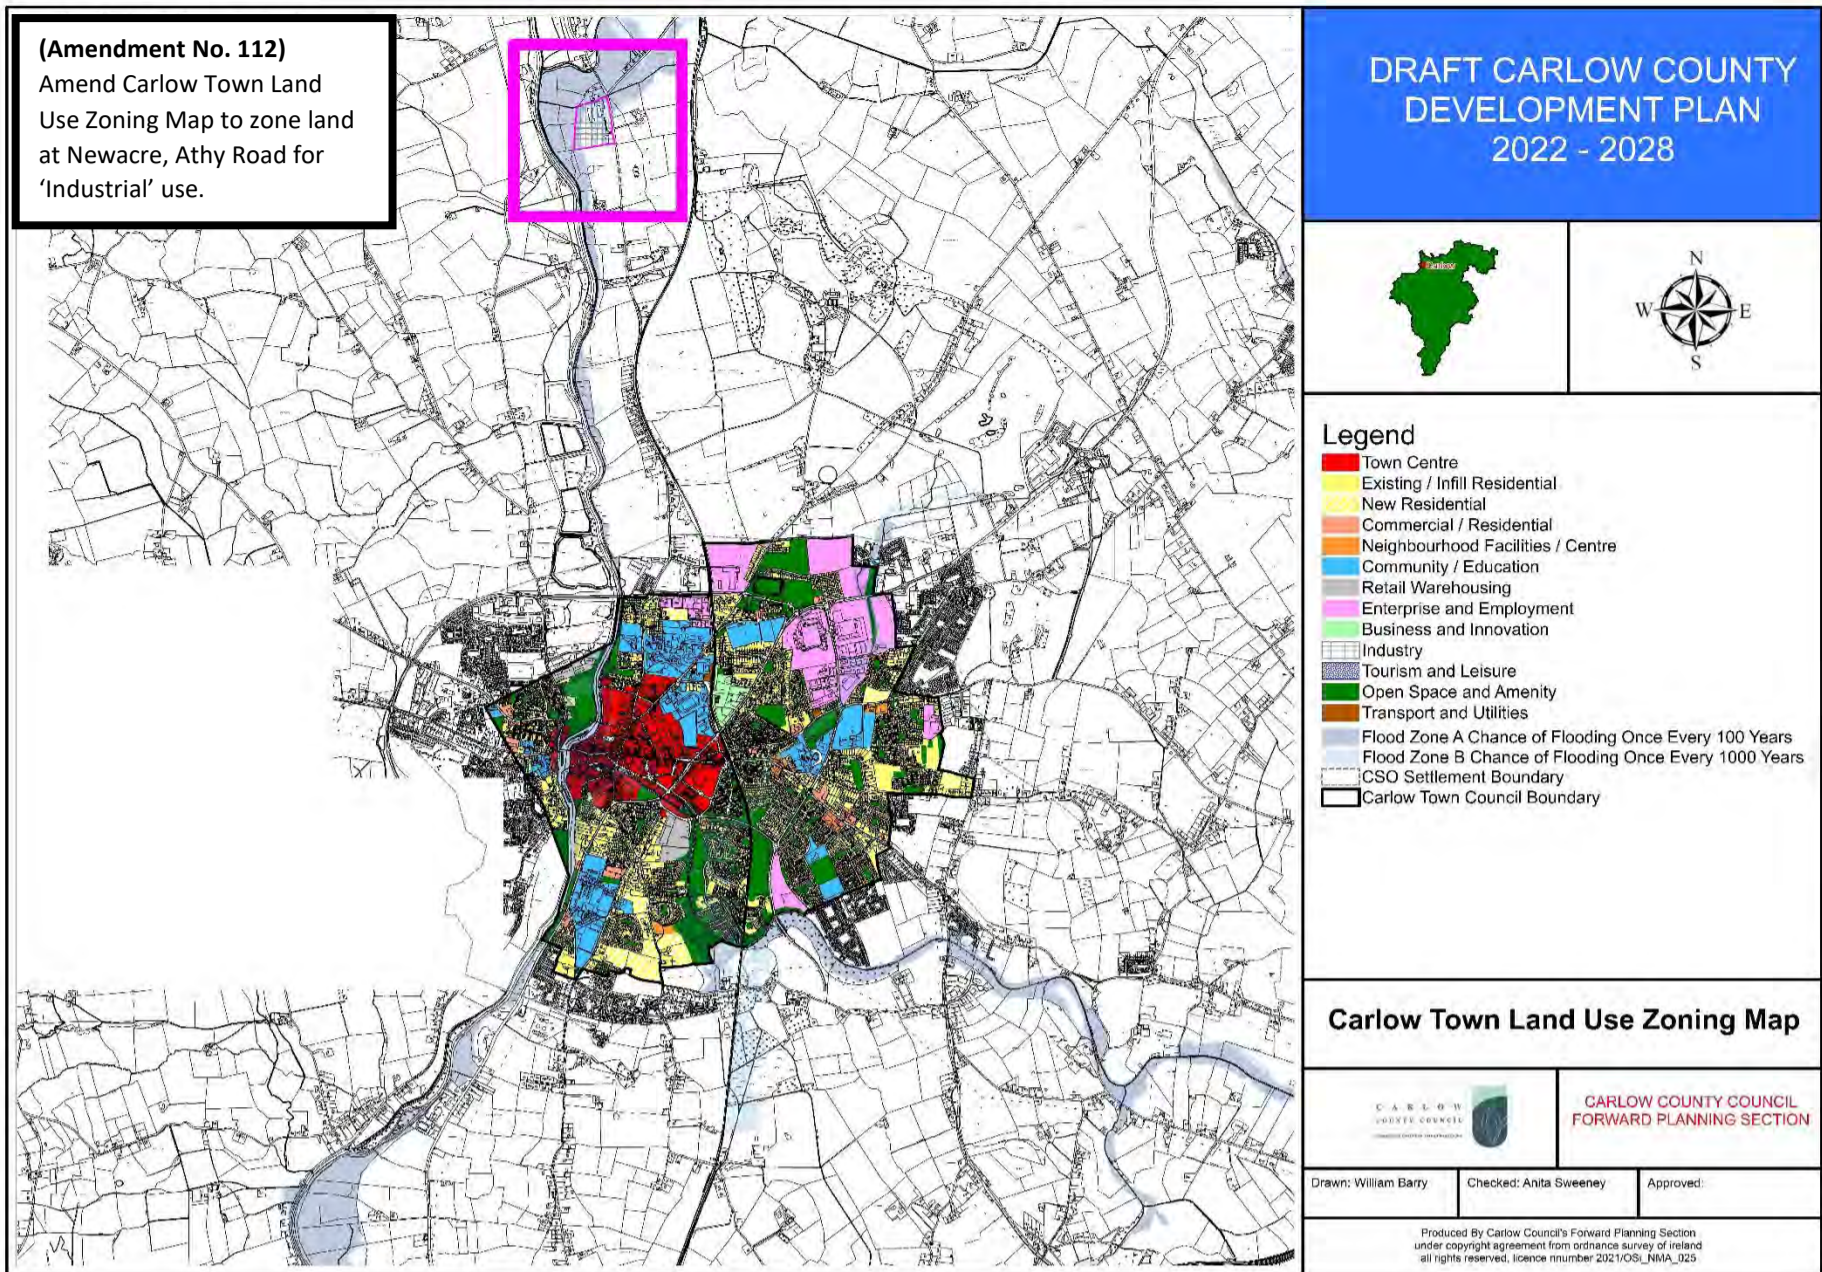 (Amendment No. 112)
Amend Carlow Town Land
Use Zoning Map to zone land
at Newacre, Athy Road for
‘Industrial’ use.
DRAFT CARLOW COUNTY
DEVELOPMENT PLAN
2022 - 2028
Carlow
N
W
E
S
Legend
Town Centre
Existing / Infill Residential
New Residential
Commercial / Residential
Neighbourhood Facilities / Centre
Community / Education
Retail Warehousing
Enterprise and Employment
Business and Innovation
Industry
Tourism and Leisure
Open Space and Amenity
Transport and Utilities
Flood Zone A Chance of Flooding Once Every 100 Years
Flood Zone B Chance of Flooding Once Every 1000 Years
CSO Settlement Boundary
Carlow Town Council Boundary
Carlow Town Land Use Zoning Map
CARLOW
COUNTY COUNCIL
CARLOW COUNTY COUNCIL
FORWARD PLANNING SECTION
Drawn: William Barry
Checked: Anita Sweeney
Approved:
Produced By Carlow Council's Forward Planning Section
under copyright agreement from ordnance survey of ireland
all rights reserved, licence nnumber 2021/OSi_NMA_025